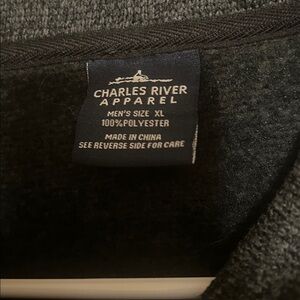 CHARLES RIVER
APPAREL
MEN'S SIZE XL
100%POLYESTER
MADE IN CHINA
SEE REVERSE SIDE FOR CARE